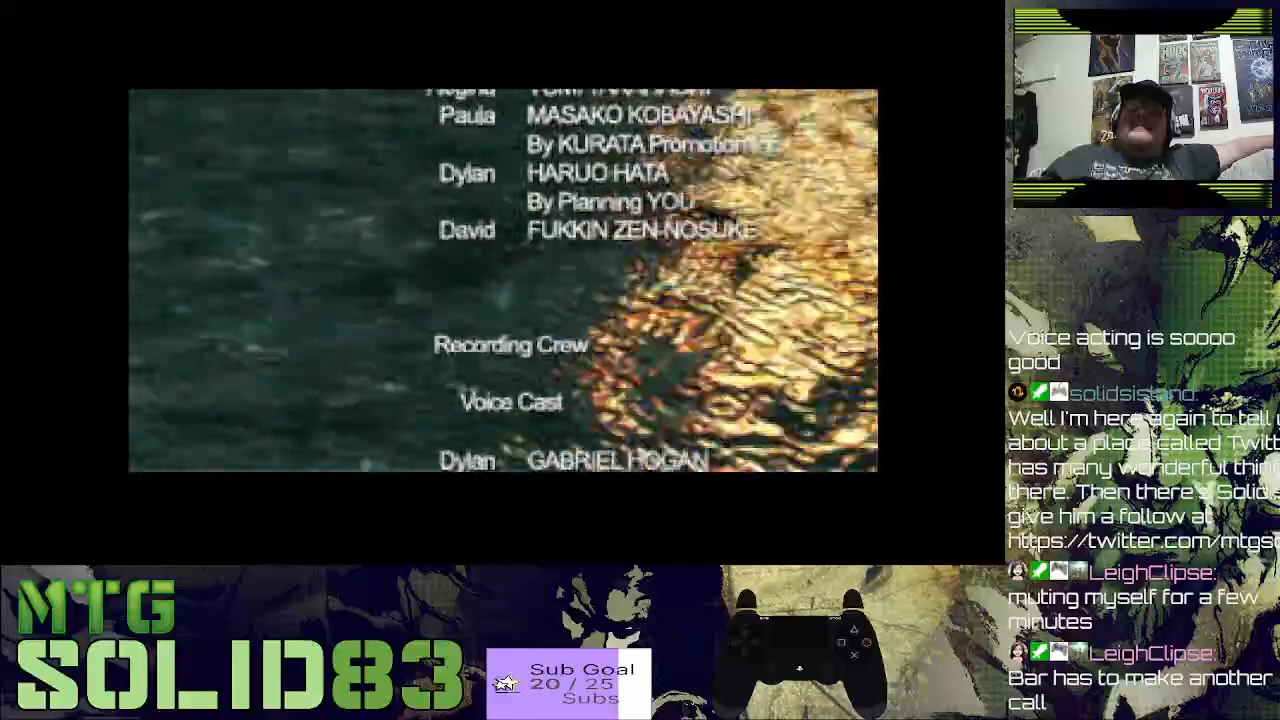 Paula MASAKO KOBAYASHI
By KURATA Promotion
Dylan HARUO HATA
By Planning YOU
David FUKKIN ZEN-NOSUKE
Recording Crew
Voice Cast
Dylan GABRIEL HOGAN
Voice acting is soooo
good
solidsisland:
Well I'm here again to tell
about a place called
has many wonderful
there. Then there's Solid
give him a follow at
https://twitter.com/mtgs
LeighClipse:
muting myself for a few
minutes
LeighClipse:
Bar has to make another
call
MTG
SOLID83
Sub Goal
20 / 25
Subs